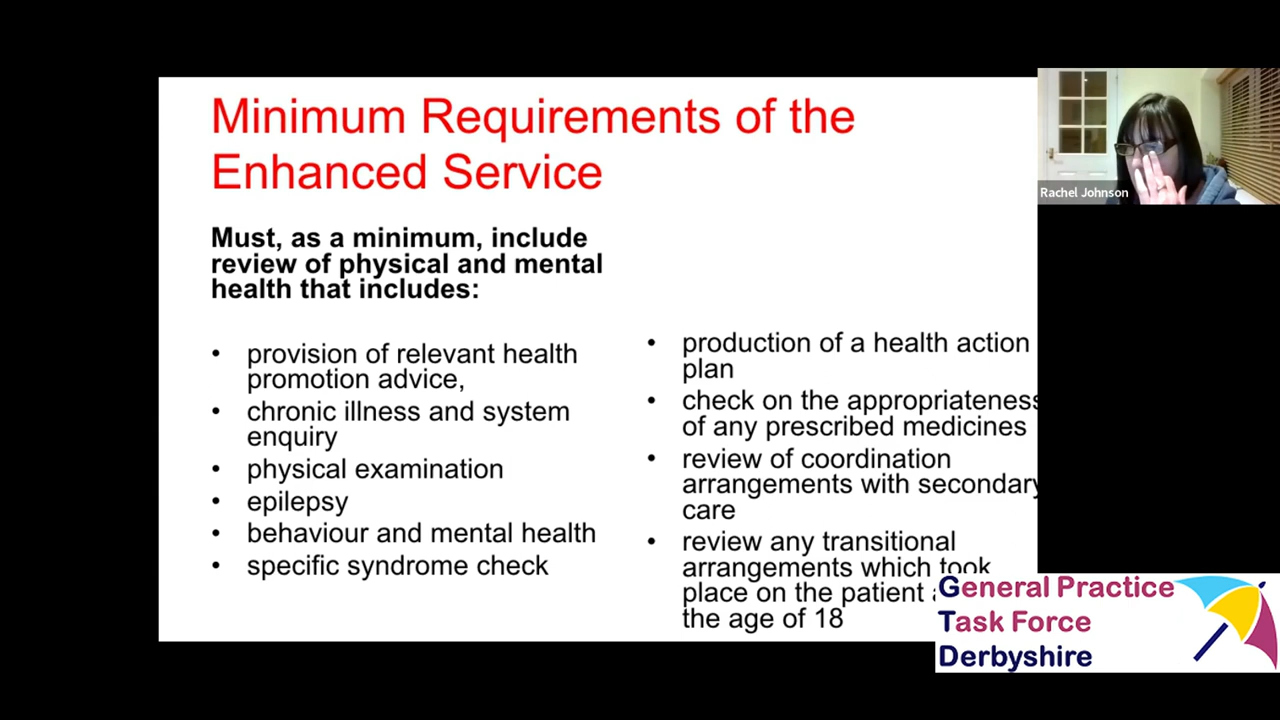 Minimum Requirements of the
Enhanced Service
Must, as a minimum, include
review of physical and mental
health that includes:
• provision of relevant health
promotion advice,
• chronic illness and system
enquiry
• physical examination
• epilepsy
• behaviour and mental health
• specific syndrome check
• production of a health action
plan
• check on the appropriateness
of any prescribed medicines
• review of coordination
arrangements with secondary
care
• review any transitional
arrangements which took
place on the patient
the age of 18
Rachel Johnson
General Practice
Task Force
Derbyshire